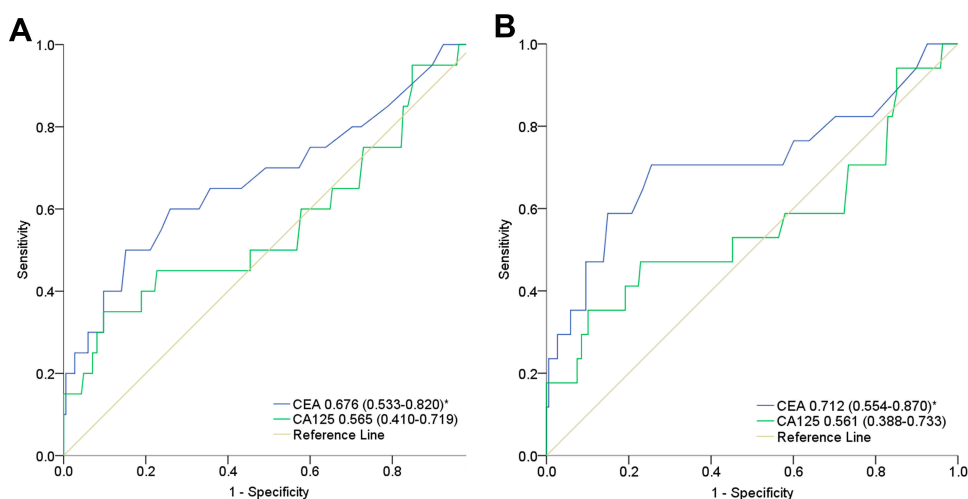 A
1.0
0.8
0.6
0.4
0.2
0.0
Sensitivity
CEA 0.676 (0.533-0.820)*
CA125 0.565 (0.410-0.719)
Reference Line
0.0 0.2 0.4 0.6 0.8
1 - Specificity
B
1.0
0.8
0.6
0.4
0.2
0.0
Sensitivity
CEA 0.712 (0.554-0.870)*
CA125 0.561 (0.388-0.733)
Reference Line
0.0 0.2 0.4 0.6 0.8 1.0
1 - Specificity